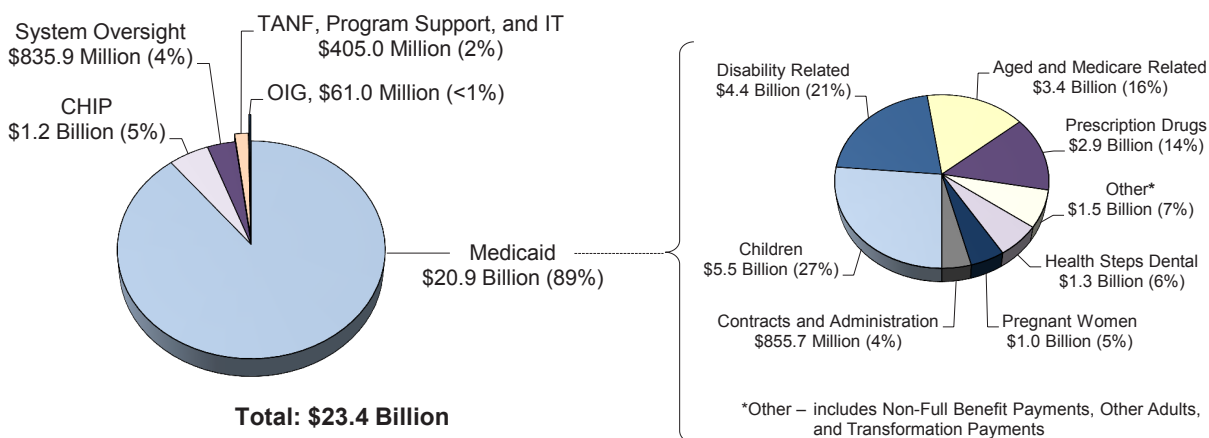 System Oversight
$835.9 Million (4%)
TANF, Program Support, and IT
$405.0 Million (2%)
OIG, $61.0 Million (<1%)
CHIP
$1.2 Billion (5%)
Medicaid
$20.9 Billion (89%)
Total: $23.4 Billion
Disability Related
$4.4 Billion (21%)
Aged and Medicare Related
$3.4 Billion (16%)
Prescription Drugs
$2.9 Billion (14%)
Other*
$1.5 Billion (7%)
Health Steps Dental
$1.3 Billion (6%)
Children
$5.5 Billion (27%)
Contracts and Administration
$855.7 Million (4%)
Pregnant Women
$1.0 Billion (5%)
*Other – includes Non-Full Benefit Payments, Other Adults,
and Transformation Payments